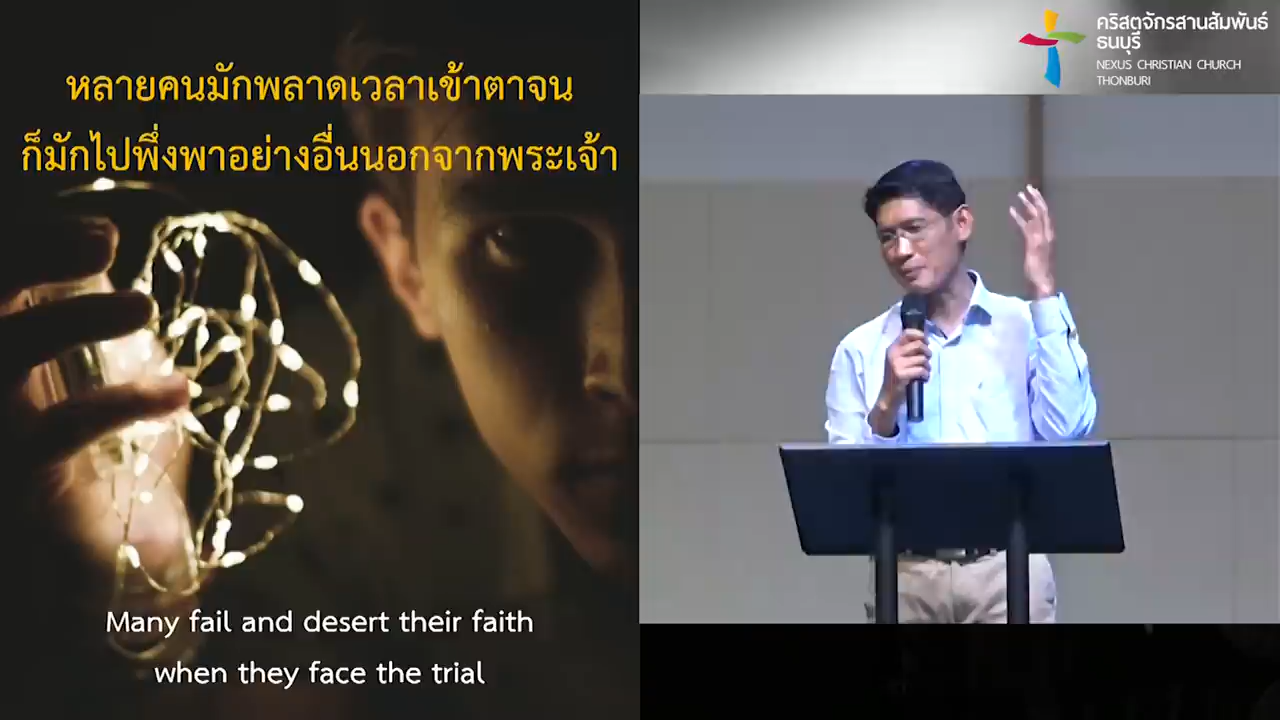 หลายคนมักพลาดเวลาเข้าตาจน
ก็มักไปพึ่งพาอย่างอื่นนอกจากพระเจ้า
Many fail and desert their faith
when they face the trial
คริสตจักรสานสัมพันธ์
ธนบุรี
NEXUS CHRISTIAN CHURCH
THONBURI